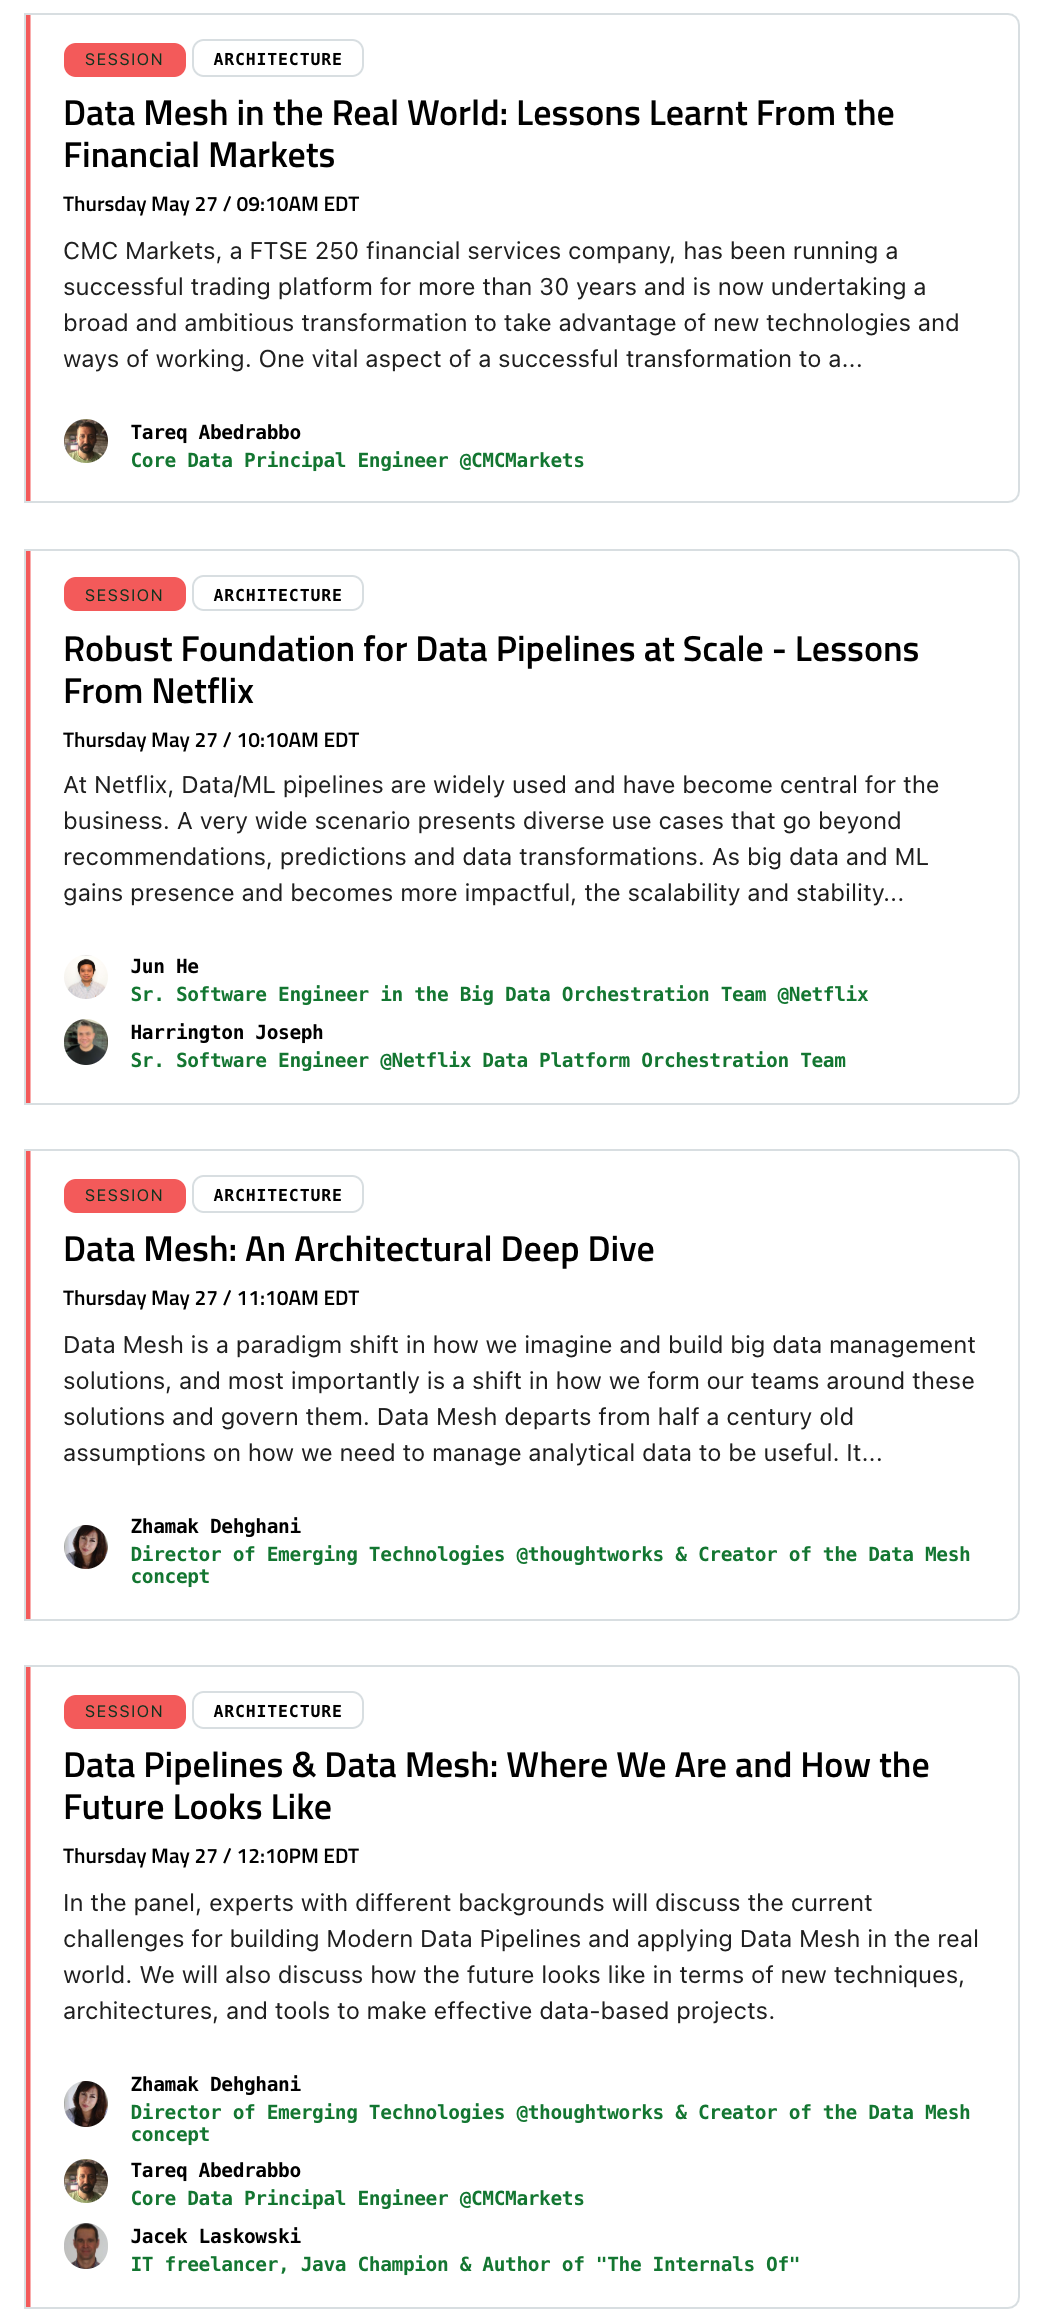 SESSION ARCHITECTURE
Data Mesh in the Real World: Lessons Learnt From the
Financial Markets
Thursday May 27 / 09:10AM EDT
CMC Markets, a FTSE 250 financial services company, has been running a
successful trading platform for more than 30 years and is now undertaking a
broad and ambitious transformation to take advantage of new technologies and
ways of working. One vital aspect of a successful transformation to a...
Tareq Abedrabbo
Core Data Principal Engineer @CMCMarkets
SESSION ARCHITECTURE
Robust Foundation for Data Pipelines at Scale - Lessons
From Netflix
Thursday May 27 / 10:10AM EDT
At Netflix, Data/ML pipelines are widely used and have become central for the
business. A very wide scenario presents diverse use cases that go beyond
recommendations, predictions and data transformations. As big data and ML
gains presence and becomes more impactful, the scalability and stability...
Jun He
Sr. Software Engineer in the Big Data Orchestration Team @Netflix
Harrington Joseph
Sr. Software Engineer @Netflix Data Platform Orchestration Team
SESSION ARCHITECTURE
Data Mesh: An Architectural Deep Dive
Thursday May 27 / 11:10AM EDT
Data Mesh is a paradigm shift in how we imagine and build big data management
solutions, and most importantly is a shift in how we form our teams around these
solutions and govern them. Data Mesh departs from half a century old
assumptions on how we need to manage analytical data to be useful. It...
Zhamak Dehghani
Director of Emerging Technologies @thoughtworks & Creator of the Data Mesh
concept
SESSION ARCHITECTURE
Data Pipelines & Data Mesh: Where We Are and How the
Future Looks Like
Thursday May 27 / 12:10PM EDT
In the panel, experts with different backgrounds will discuss the current
challenges for building Modern Data Pipelines and applying Data Mesh in the real
world. We will also discuss how the future looks like in terms of new techniques,
architectures, and tools to make effective data-based projects.
Zhamak Dehghani
Director of Emerging Technologies @thoughtworks & Creator of the Data Mesh
concept
Tareq Abedrabbo
Core Data Principal Engineer @CMCMarkets
Jacek Laskowski
IT freelancer, Java Champion & Author of "The Internals Of"